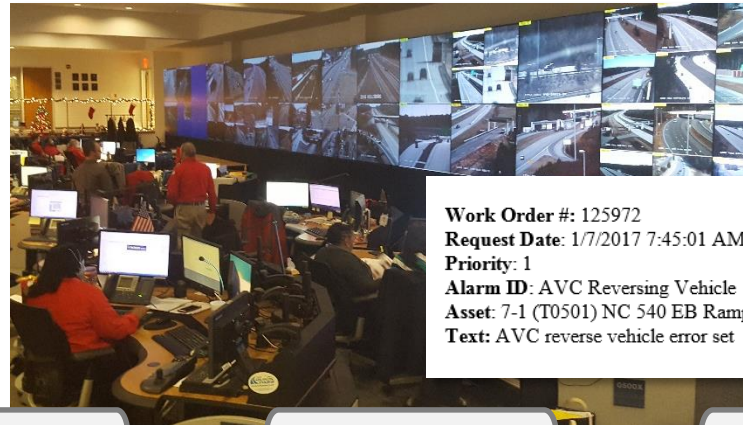 Work Order #: 125972
Request Date: 1/7/2017 7:45:01 AM
Priority: 1
Alarm ID: AVC Reversing Vehicle
Asset: 7-1 (T0501) NC 540 EB Ramp
Text: AVC reverse vehicle error set